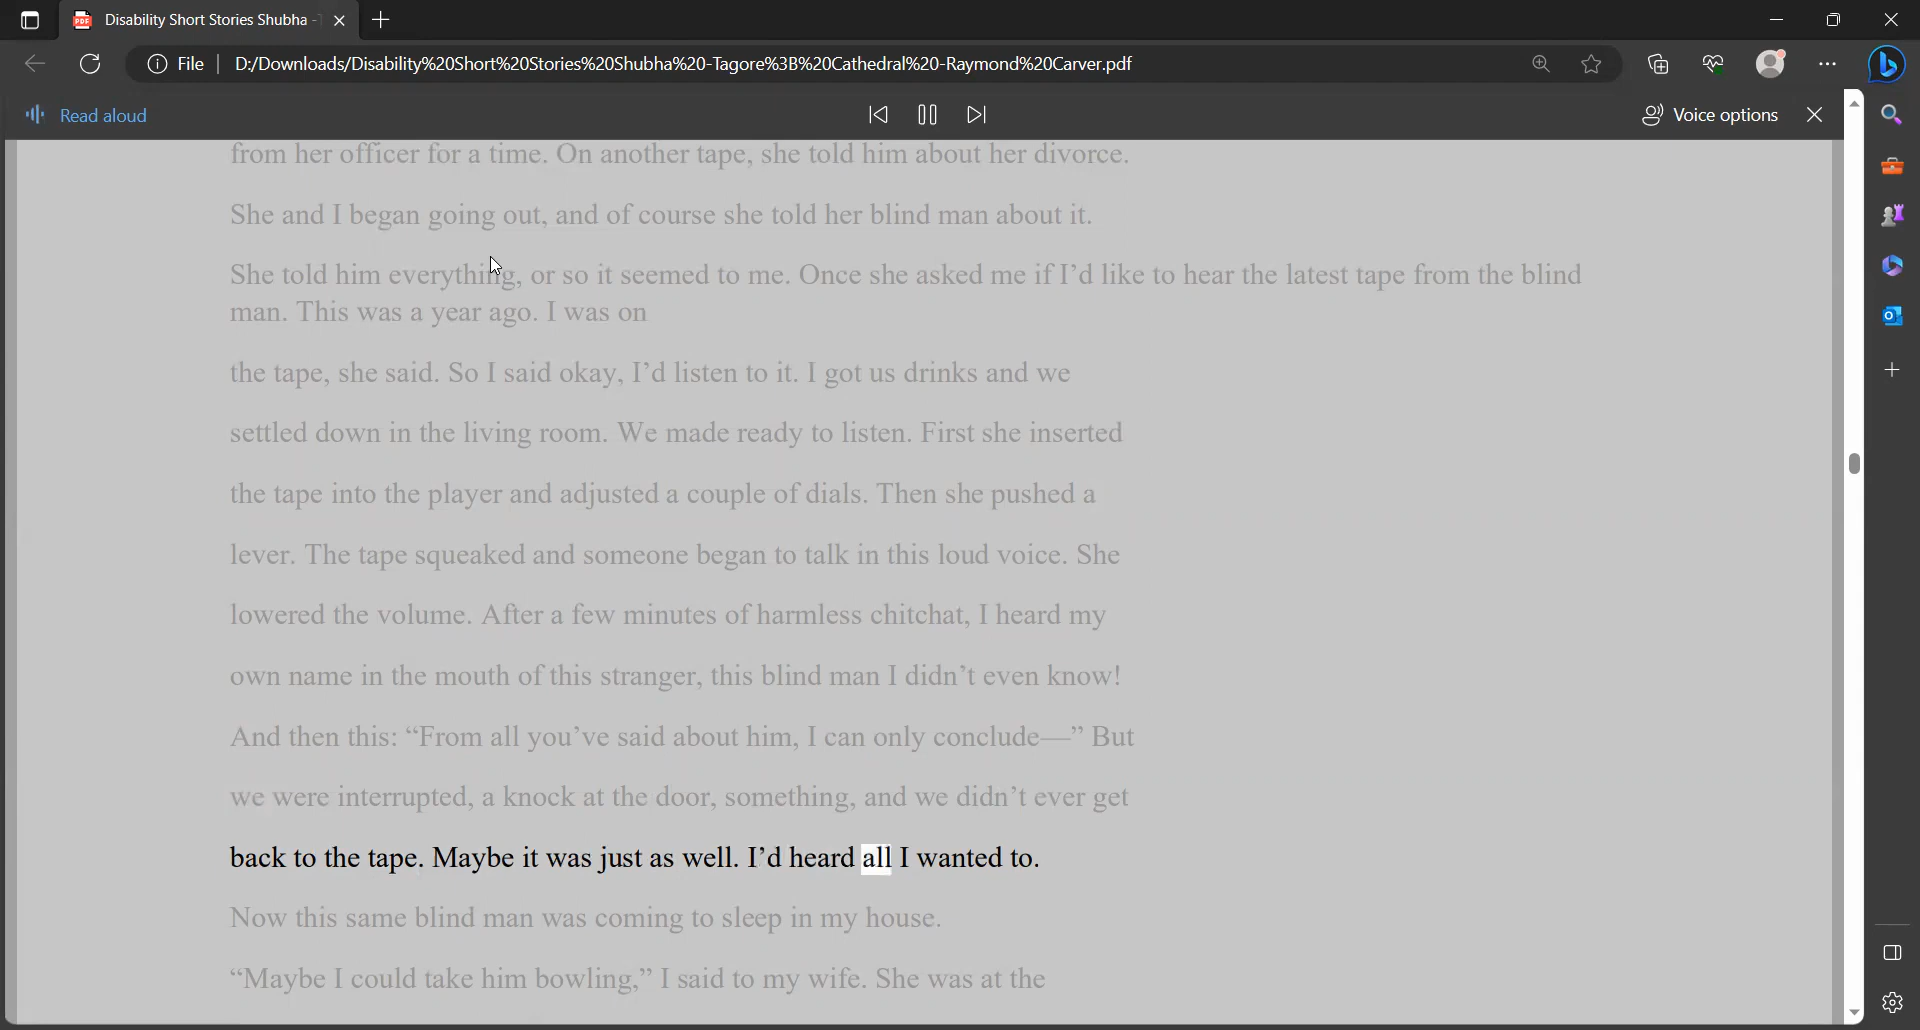 Disability Short Stories Shubha -
File
D:/Downloads/Disability%20Short%20Stories%20Shubha%20-Tagore%3B%20Cathedral%20-Raymond%20Carver.pdf
Read aloud
Voice options
from her officer for a time. On another tape, she told him about her divorce.
She and I began going out, and of course she told her blind man about it.
She told him everything, or so it seemed to me. Once she asked me if I’d like to hear the latest tape from the blind
man. This was a year ago. I was on
the tape, she said. So I said okay, I’d listen to it. I got us drinks and we
settled down in the living room. We made ready to listen. First she inserted
the tape into the player and adjusted a couple of dials. Then she pushed a
lever. The tape squeaked and someone began to talk in this loud voice. She
lowered the volume. After a few minutes of harmless chitchat, I heard my
own name in the mouth of this stranger, this blind man I didn’t even know!
And then this: “From all you’ve said about him, I can only conclude—” But
we were interrupted, a knock at the door, something, and we didn’t ever get
back to the tape. Maybe it was just as well. I’d heard all I wanted to.
Now this same blind man was coming to sleep in my house.
“Maybe I could take him bowling,” I said to my wife. She was at the